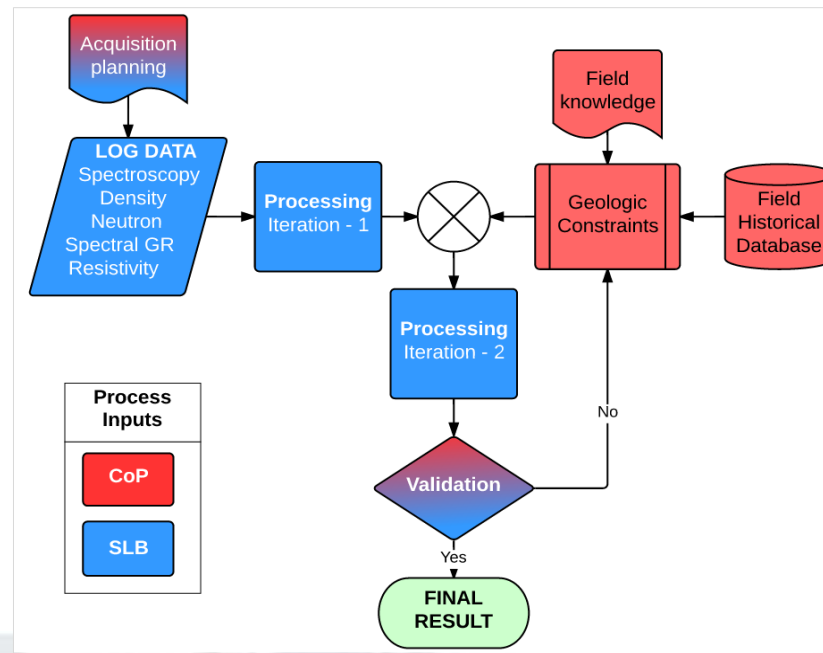 Acquisition
planning
LOG DATA
Spectroscopy
Density
Neutron
Spectral GR
Resistivity
Processing
Iteration - 1
Field
knowledge
Geologic
Constraints
Field
Historical
Database
Processing
Iteration - 2
No
Validation
Yes
FINAL
RESULT
Process
Inputs
CoP
SLB